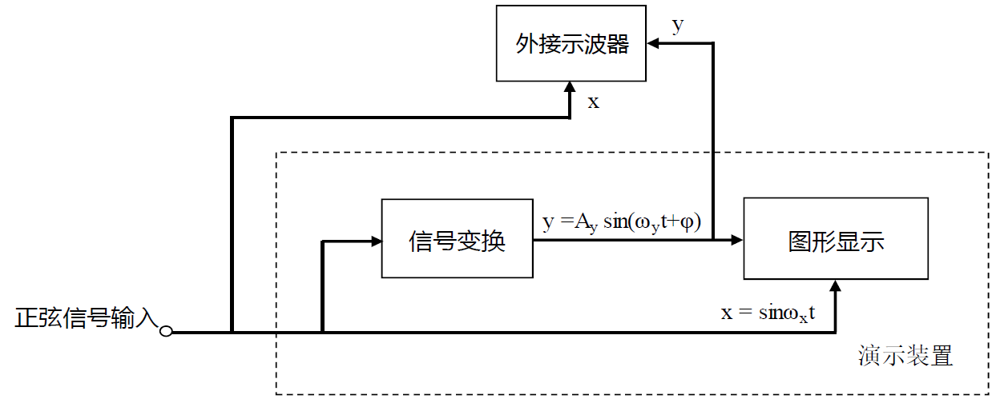 外接示波器
y
x
信号变换
y =Ay sin(ωyt+φ)
图形显示
正弦信号输入
x = sinωxt
演示装置